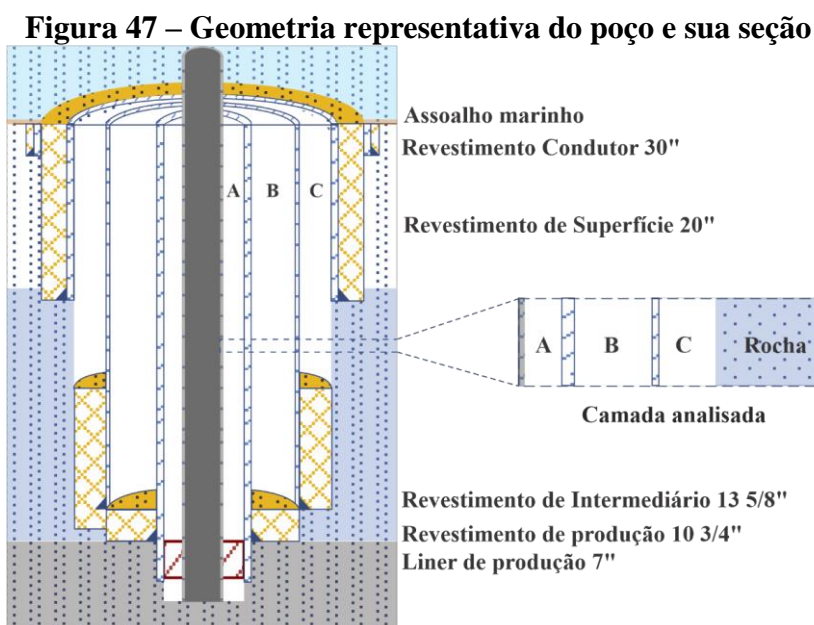 Figura 47 – Geometria representativa do poço e sua seção
Assoalho marinho
Revestimento Condutor 30"
A B C
Revestimento de Superfície 20"
A B C Rocha
Camada analisada
Revestimento de Intermediário 13 5/8"
Revestimento de produção 10 3/4"
Liner de produção 7"